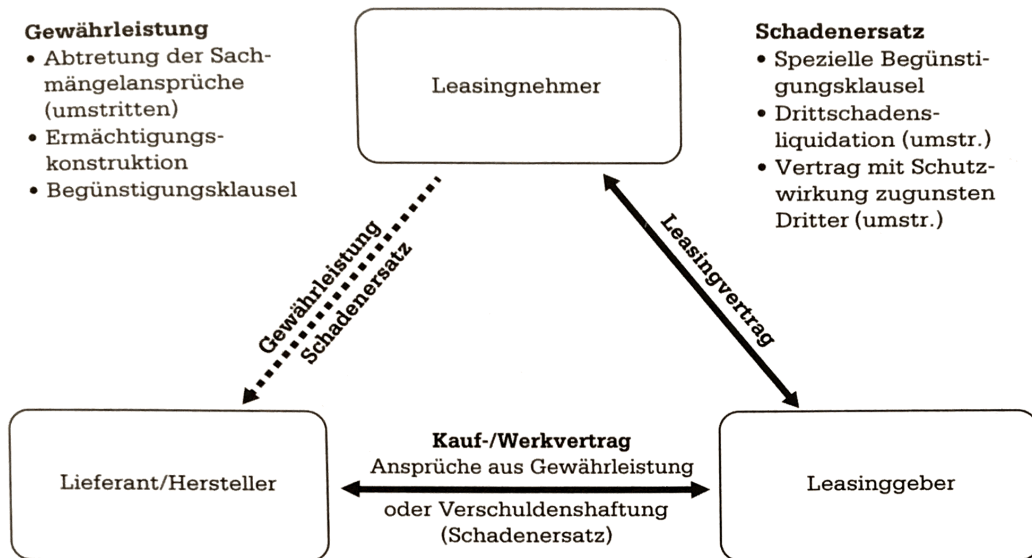 Gewährleistung
• Abtretung der Sach-
mängelansprüche
(umstritten)
• Ermächtigungs-
konstruktion
• Begünstigungsklausel
Leasingnehmer
Schadenersatz
• Spezielle Begünsti-
gungsklausel
• Drittschadens-
liquidation (umstr.)
• Vertrag mit Schutz-
wirkung zugunsten
Dritter (umstr.)
Gewährleistung
Schadenersatz
Leasingvertrag
Lieferant/Hersteller
Kauf-/Werkvertrag
Ansprüche aus Gewährleistung
oder Verschuldenshaftung
(Schadenersatz)
Leasinggeber